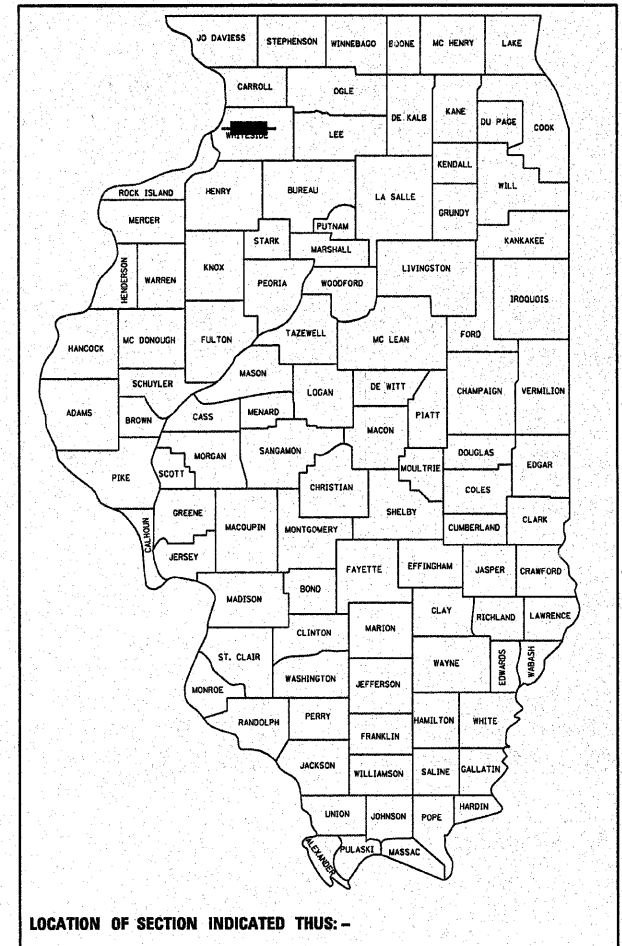 JO DAVIESS STEPHENSON WINNEBAGO BOONE MC HENRY LAKE
CARROLL OGLE
DE KALB KANE DU PAGE COOK
WHITESIDE LEE
KENDALL
WILL
ROCK ISLAND HENRY BUREAU LA SALLE
GRUNDY
MERCER PUTNAM
STARK MARSHALL KANKAKEE
HENDERSON WARREN KNOX PEORIA WOODFORD LIVINGSTON
IROQUOIS
TAZEWELL FORD
HANCOCK MC DONOUGH FULTON MC LEAN
MASON
SCHUYLER LOGAN DE WITT CHAMPAIGN VERMILION
ADAMS BROWN CASS MENARD PIATT
MACON
MORGAN SANGAMON DOUGLAS
PIKE SCOTT MOULTRIE EDGAR
CHRISTIAN COLES
GREENE SHELBY
CALHOUN MACOUPIN MONTGOMERY CUMBERLAND CLARK
JERSEY
FAYETTE EFFINGHAM JASPER CRAWFORD
MADISON BOND
CLAY RICHLAND LAWRENCE
CLINTON MARION
ST. CLAIR WAYNE EDWARDS WABASH
WASHINGTON JEFFERSON
MONROE
RANDOLPH PERRY HAMILTON WHITE
FRANKLIN
JACKSON WILLIAMSON SALINE GALLATIN
HARDIN
UNION JOHNSON POPE
ALEXANDER PULASKI MASSAC
LOCATION OF SECTION INDICATED THUS: -